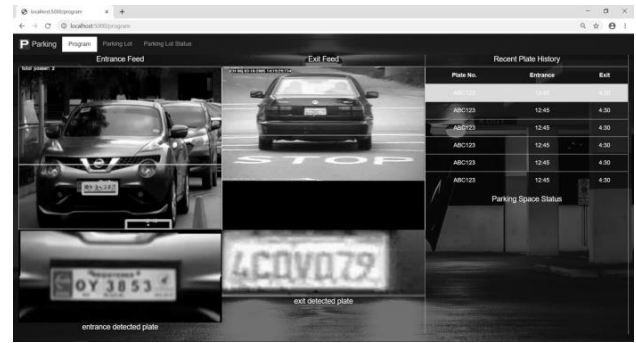 localhost:5000/program
localhost:5000/program
Parking Program Parking Lot Parking Lot Status
Entrance Feed Exit Feed Recent Plate History
Plate No. Entrance Exit
ABC123 12:45 4:30
ABC123 12:45 4:30
ABC123 12:45 4:30
ABC123 12:45 4:30
ABC123 12:45 4:30
ABC123 12:45 4:30
STOP
Parking Space Status
OY 3853
4CQVQ79
exit detected plate
entrance detected plate